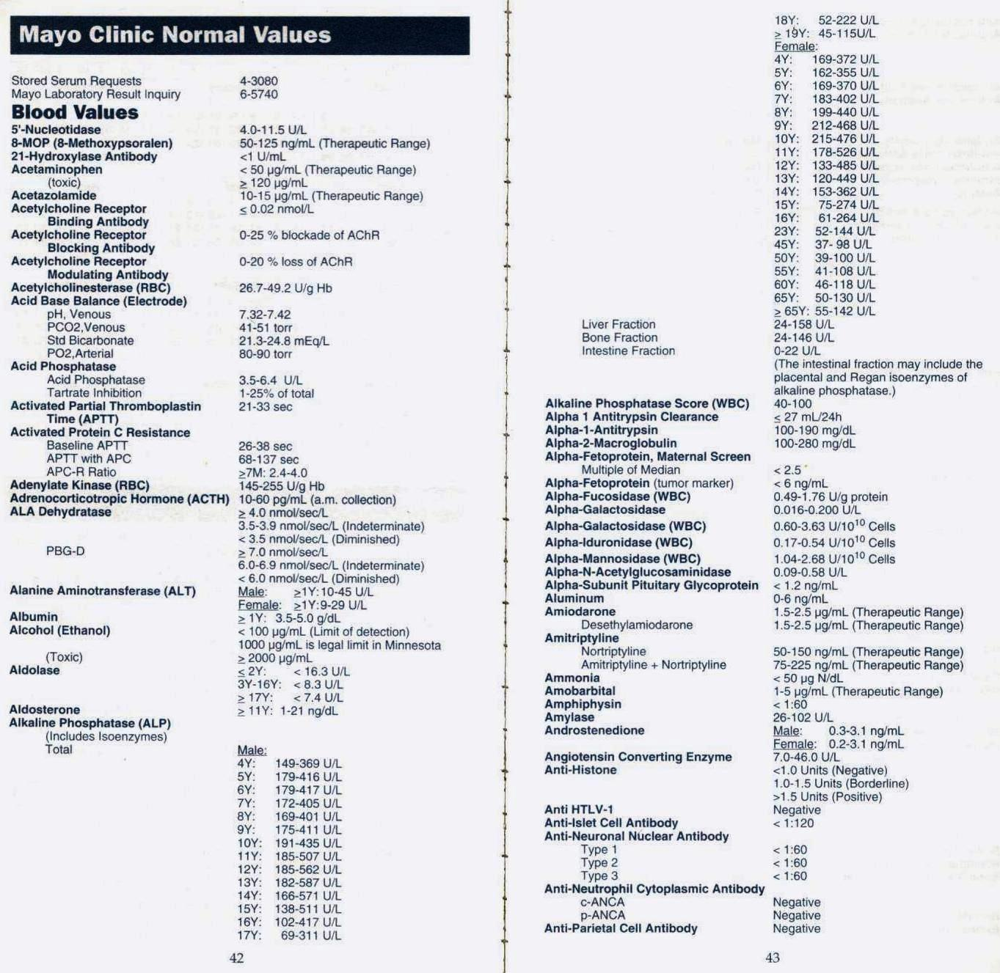 Mayo Clinic Normal Values
Stored Serum Requests 4-3080
Mayo Laboratory Result Inquiry 6-5740
Blood Values
5'-Nucleotidase 4.0-11.5 U/L
8-MOP (8-Methoxypsoralen) 50-125 ng/mL (Therapeutic Range)
21-Hydroxylase Antibody <1 U/mL
Acetaminophen < 50 µg/mL (Therapeutic Range)
(toxic) ≥ 120 µg/mL
Acetazolamide 10-15 µg/mL (Therapeutic Range)
Acetylcholine Receptor ≤ 0.02 nmol/L
Binding Antibody
Acetylcholine Receptor 0-25 % blockade of AChR
Blocking Antibody
Acetylcholine Receptor 0-20 % loss of AChR
Modulating Antibody
Acetylcholinesterase (RBC) 26.7-49.2 U/g Hb
Acid Base Balance (Electrode)
pH, Venous 7.32-7.42
PCO2,Venous 41-51 torr
Std Bicarbonate 21.3-24.8 mEq/L
PO2,Arterial 80-90 torr
Acid Phosphatase
Acid Phosphatase 3.5-6.4 U/L
Tartrate Inhibition 1-25% of total
Activated Partial Thromboplastin 21-33 sec
Time (APTT)
Activated Protein C Resistance
Baseline APTT 26-38 sec
APTT with APC 68-137 sec
APC-R Ratio ≥7M: 2.4-4.0
Adenylate Kinase (RBC) 145-255 U/g Hb
Adrenocorticotropic Hormone (ACTH) 10-60 pg/mL (a.m. collection)
ALA Dehydratase ≥ 4.0 nmol/sec/L
3.5-3.9 nmol/sec/L (Indeterminate)
< 3.5 nmol/sec/L (Diminished)
PBG-D ≥ 7.0 nmol/sec/L
6.0-6.9 nmol/sec/L (Indeterminate)
< 6.0 nmol/sec/L (Diminished)
Alanine Aminotransferase (ALT) Male: ≥1Y:10-45 U/L
Female: ≥1Y:9-29 U/L
Albumin ≥ 1Y: 3.5-5.0 g/dL
Alcohol (Ethanol) < 100 µg/mL (Limit of detection)
1000 µg/mL is legal limit in Minnesota
(Toxic) ≥ 2000 µg/mL
Aldolase ≤ 2Y: < 16.3 U/L
3Y-16Y: < 8.3 U/L
≥ 17Y: < 7.4 U/L
Aldosterone ≥ 11Y: 1-21 ng/dL
Alkaline Phosphatase (ALP)
(Includes Isoenzymes)
Total Male:
4Y: 149-369 U/L
5Y: 179-416 U/L
6Y: 179-417 U/L
7Y: 172-405 U/L
8Y: 169-401 U/L
9Y: 175-411 U/L
10Y: 191-435 U/L
11Y: 185-507 U/L
12Y: 185-562 U/L
13Y: 182-587 U/L
14Y: 166-571 U/L
15Y: 138-511 U/L
16Y: 102-417 U/L
17Y: 69-311 U/L
42
18Y: 52-222 U/L
≥ 19Y: 45-115U/L
Female:
4Y: 169-372 U/L
5Y: 162-355 U/L
6Y: 169-370 U/L
7Y: 183-402 U/L
8Y: 199-440 U/L
9Y: 212-468 U/L
10Y: 215-476 U/L
11Y: 178-526 U/L
12Y: 133-485 U/L
13Y: 120-449 U/L
14Y: 153-362 U/L
15Y: 75-274 U/L
16Y: 61-264 U/L
23Y: 52-144 U/L
45Y: 37- 98 U/L
50Y: 39-100 U/L
55Y: 41-108 U/L
60Y: 46-118 U/L
65Y: 50-130 U/L
≥ 65Y: 55-142 U/L
Liver Fraction 24-158 U/L
Bone Fraction 24-146 U/L
Intestine Fraction 0-22 U/L
(The intestinal fraction may include the
placental and Regan isoenzymes of
alkaline phosphatase.)
Alkaline Phosphatase Score (WBC) 40-100
Alpha 1 Antitrypsin Clearance ≤ 27 mL/24h
Alpha-1-Antitrypsin 100-190 mg/dL
Alpha-2-Macroglobulin 100-280 mg/dL
Alpha-Fetoprotein, Maternal Screen
Multiple of Median < 2.5
Alpha-Fetoprotein (tumor marker) < 6 ng/mL
Alpha-Fucosidase (WBC) 0.49-1.76 U/g protein
Alpha-Galactosidase 0.016-0.200 U/L
Alpha-Galactosidase (WBC) 0.60-3.63 U/10¹⁰ Cells
Alpha-Iduronidase (WBC) 0.17-0.54 U/10¹⁰ Cells
Alpha-Mannosidase (WBC) 1.04-2.68 U/10¹⁰ Cells
Alpha-N-Acetylglucosaminidase 0.09-0.58 U/L
Alpha-Subunit Pituitary Glycoprotein < 1.2 ng/mL
Aluminum 0-6 ng/mL
Amiodarone 1.5-2.5 µg/mL (Therapeutic Range)
Desethylamiodarone 1.5-2.5 µg/mL (Therapeutic Range)
Amitriptyline
Nortriptyline 50-150 ng/mL (Therapeutic Range)
Amitriptyline + Nortriptyline 75-225 ng/mL (Therapeutic Range)
Ammonia < 50 µg N/dL
Amobarbital 1-5 µg/mL (Therapeutic Range)
Amphiphysin < 1:60
Amylase 26-102 U/L
Androstenedione Male: 0.3-3.1 ng/mL
Female: 0.2-3.1 ng/mL
Angiotensin Converting Enzyme 7.0-46.0 U/L
Anti-Histone <1.0 Units (Negative)
1.0-1.5 Units (Borderline)
>1.5 Units (Positive)
Anti HTLV-1 Negative
Anti-Islet Cell Antibody < 1:120
Anti-Neuronal Nuclear Antibody
Type 1 < 1:60
Type 2 < 1:60
Type 3 < 1:60
Anti-Neutrophil Cytoplasmic Antibody
c-ANCA Negative
p-ANCA Negative
Anti-Parietal Cell Antibody Negative
43